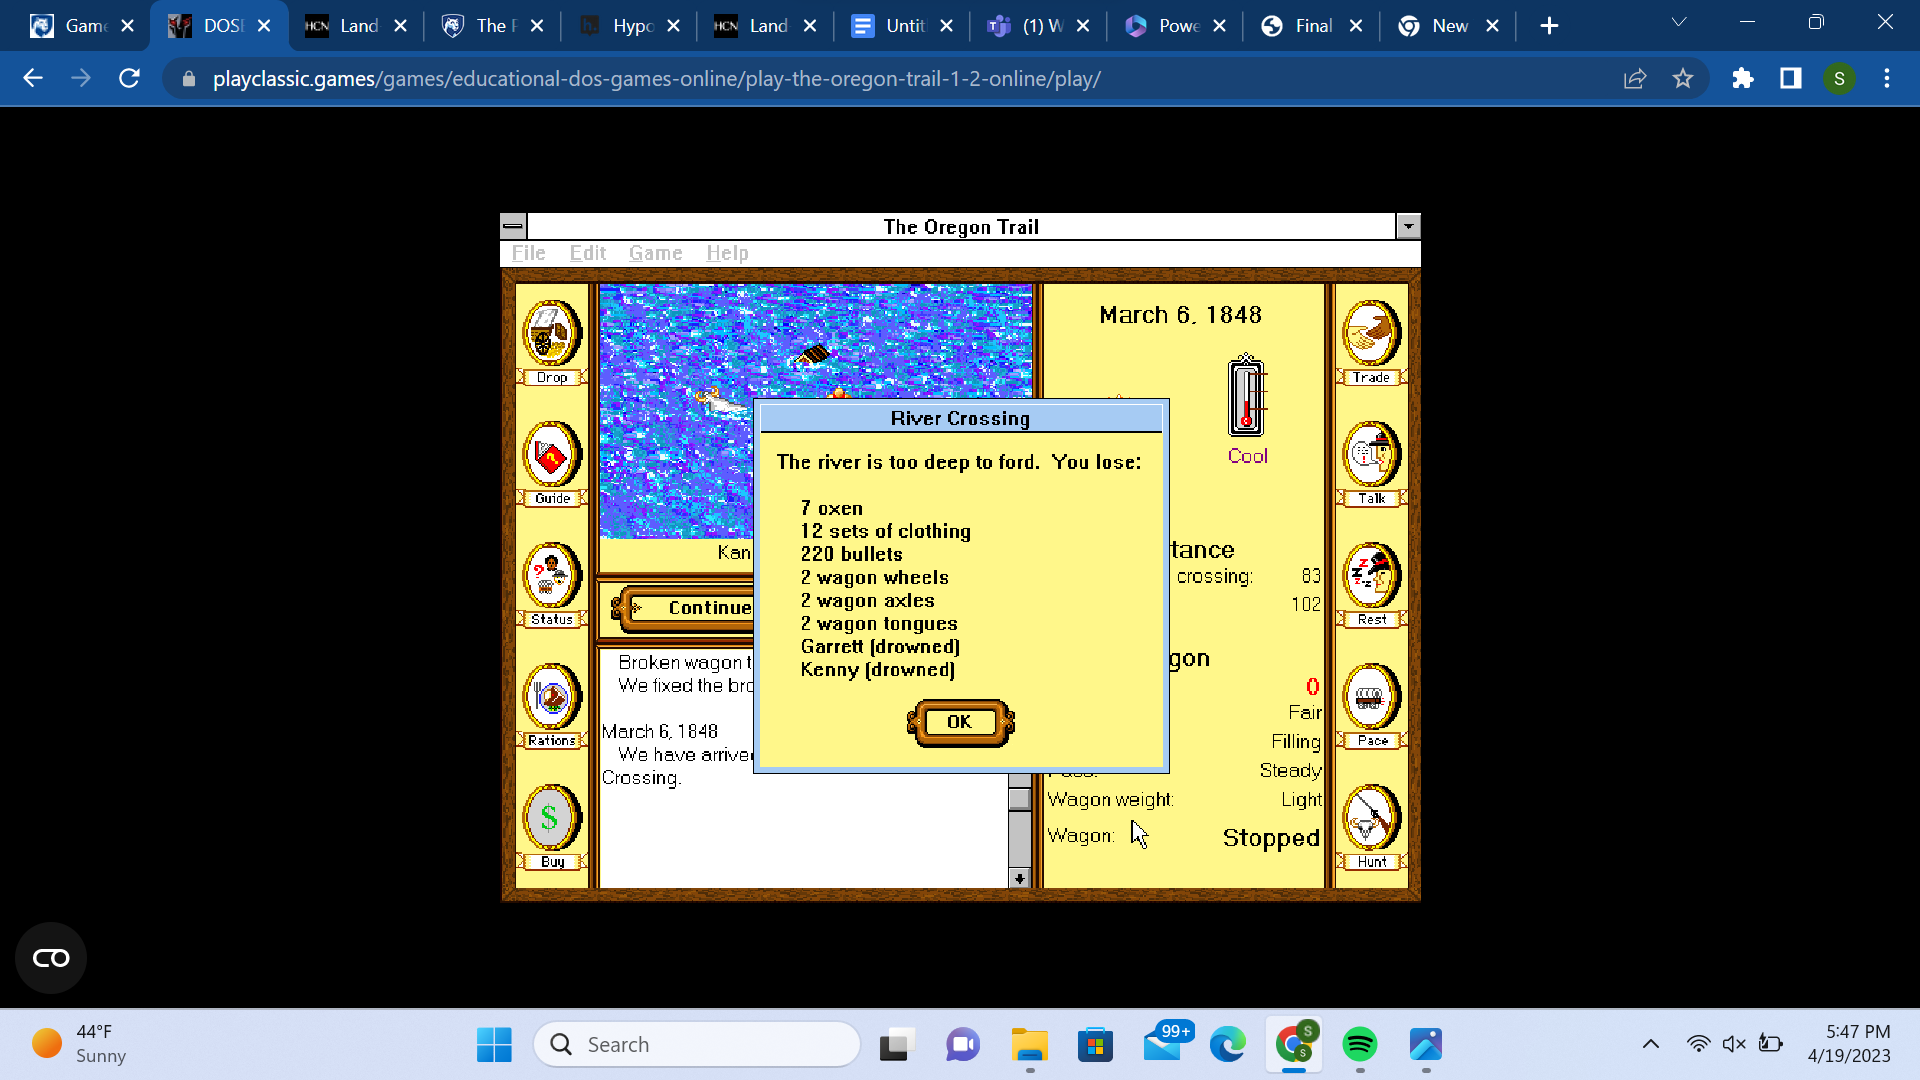 Game
DOSB
HCN Land
The F
h. Hypo
HCN Land
Untit
(1) W
Powe
Final
New
playclassic.games/games/educational-dos-games-online/play-the-oregon-trail-1-2-online/play/
S
The Oregon Trail
File Edit Game Help
Drop
Guide
Status
Rations
Buy
Kan
Continue
Broken wagon t
We fixed the bro
March 6, 1848
We have arrive
Crossing.
River Crossing
The river is too deep to ford. You lose:
7 oxen
12 sets of clothing
220 bullets
2 wagon wheels
2 wagon axles
2 wagon tongues
Garrett (drowned)
Kenny (drowned)
OK
March 6, 1848
Cool
tance
crossing: 83
102
gon
0
Fair
Filling
Steady
Wagon weight: Light
Wagon: Stopped
Trade
Talk
Rest
Pace
Hunt
44°F
Sunny
Search
99+
S
S
5:47 PM
4/19/2023